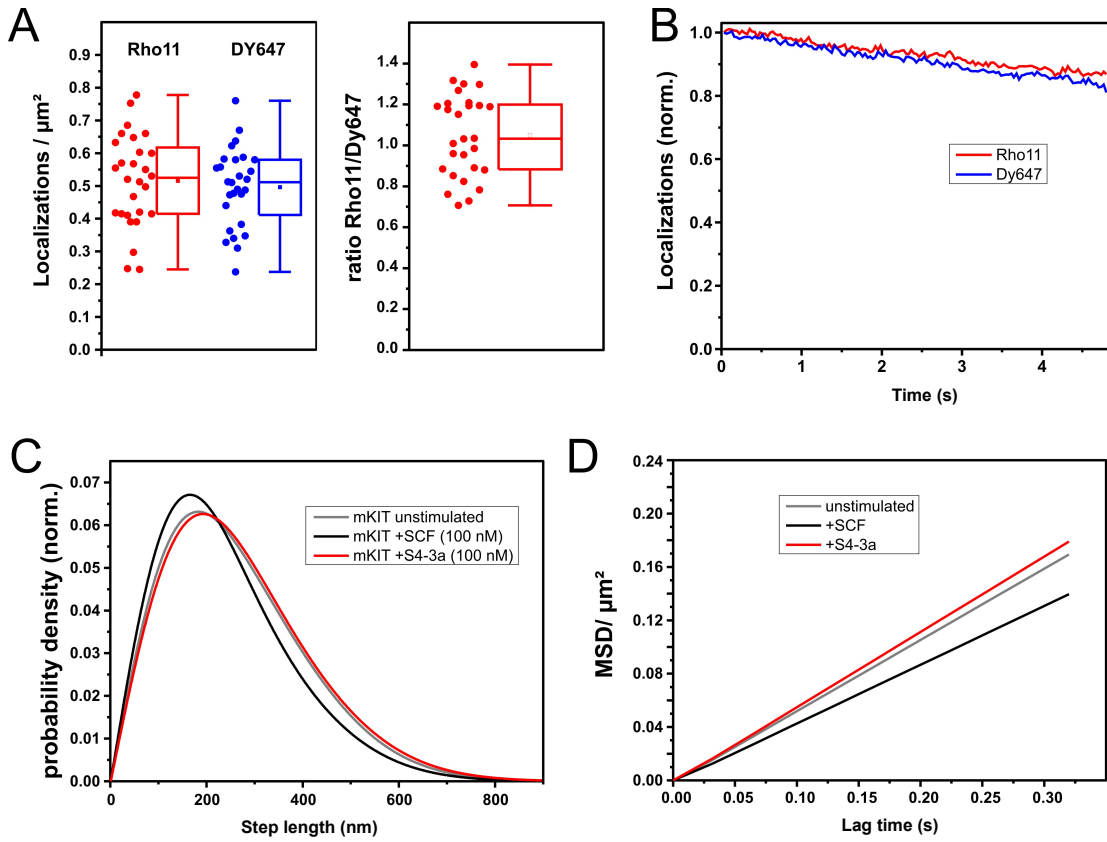 A
Rho11 DY647
Localizations / µm²
0.9
0.8
0.7
0.6
0.5
0.4
0.3
0.2
0.1
0.0
ratio Rho11/Dy647
1.4
1.2
1.0
0.8
0.6
0.4
0.2
0.0
B
Localizations (norm.)
1.0
0.8
0.6
0.4
0.2
0.0
Rho11
Dy647
0 1 2 3 4
Time (s)
C
probability density (norm.)
0.07
0.06
0.05
0.04
0.03
0.02
0.01
0.00
mKIT unstimulated
mKIT +SCF (100 nM)
mKIT +S4-3a (100 nM)
0 200 400 600 800
Step length (nm)
D
MSD/ µm²
0.24
0.20
0.16
0.12
0.08
0.04
0.00
unstimulated
+SCF
+S4-3a
0.00 0.05 0.10 0.15 0.20 0.25 0.30
Lag time (s)